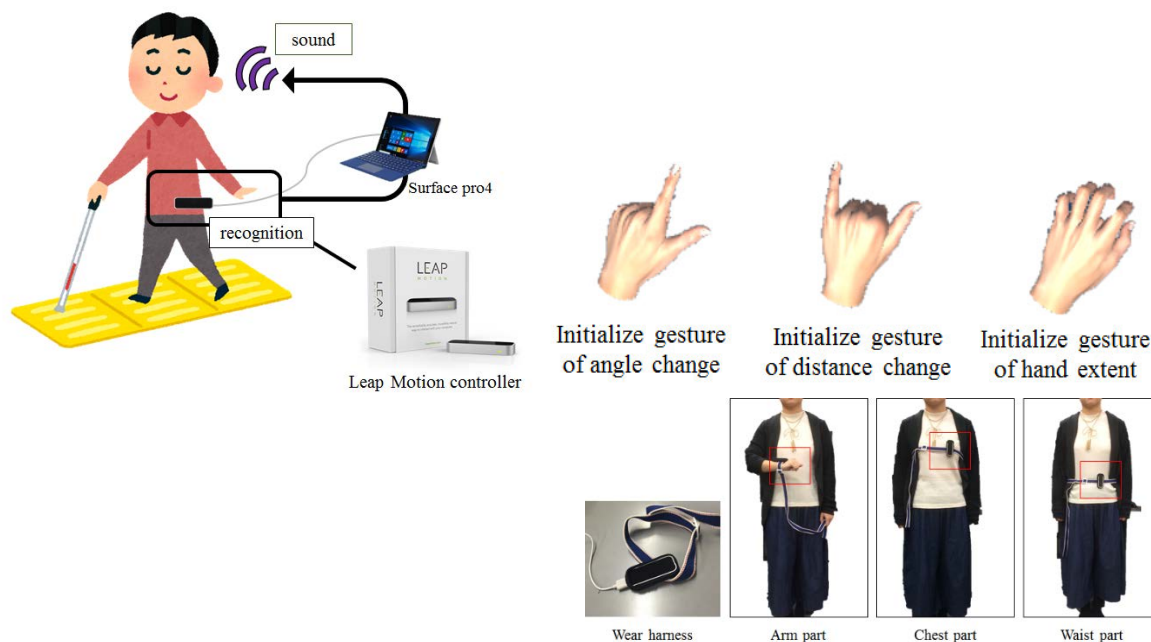 sound
Surface pro4
recognition
LEAP
MOTION
LEAP
Leap Motion controller
Initialize gesture
of angle change
Initialize gesture
of distance change
Initialize gesture
of hand extent
Wear harness
Arm part
Chest part
Waist part